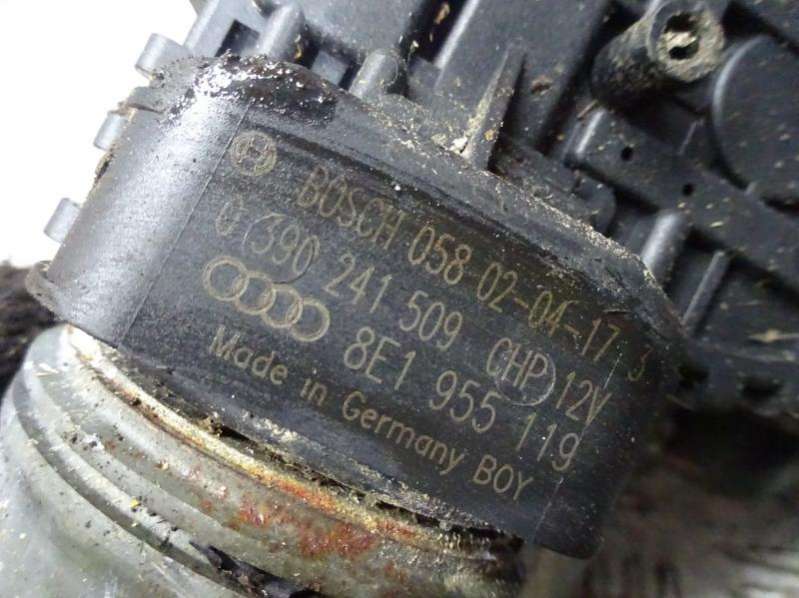 BOSCH 058 02-04-17 3
0 390 241 509 CHP 12V
8E1 955 119
Made in Germany BOY